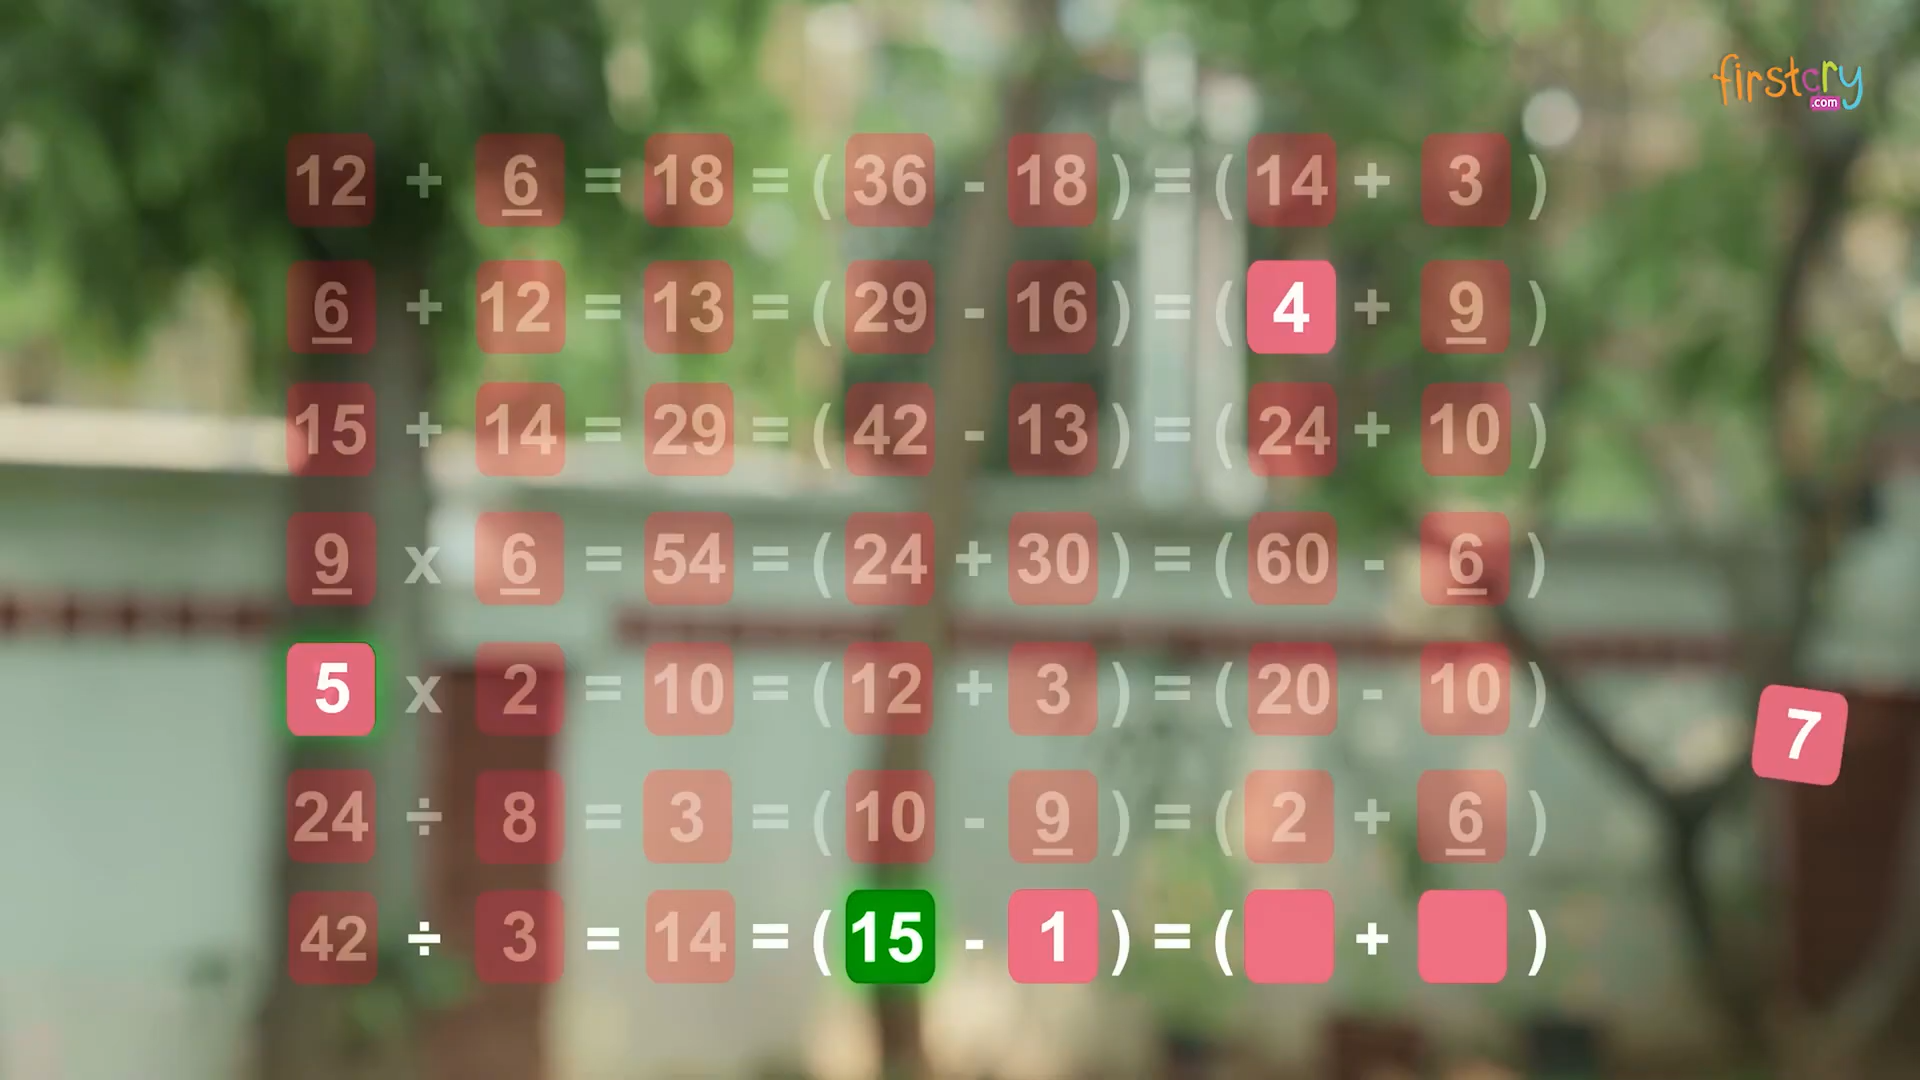 firstcry
.com
12 + 6 = 18 = ( 36 - 18 ) = ( 14 + 3 )
6 + 12 = 13 = ( 29 - 16 ) = ( 4 + 9 )
15 + 14 = 29 = ( 42 - 13 ) = ( 24 + 10 )
9 x 6 = 54 = ( 24 + 30 ) = ( 60 - 6 )
5 x 2 = 10 = ( 12 + 3 ) = ( 20 - 10 )
7
24 ÷ 8 = 3 = ( 10 - 9 ) = ( 2 + 6 )
42 ÷ 3 = 14 = ( 15 - 1 ) = ( + )